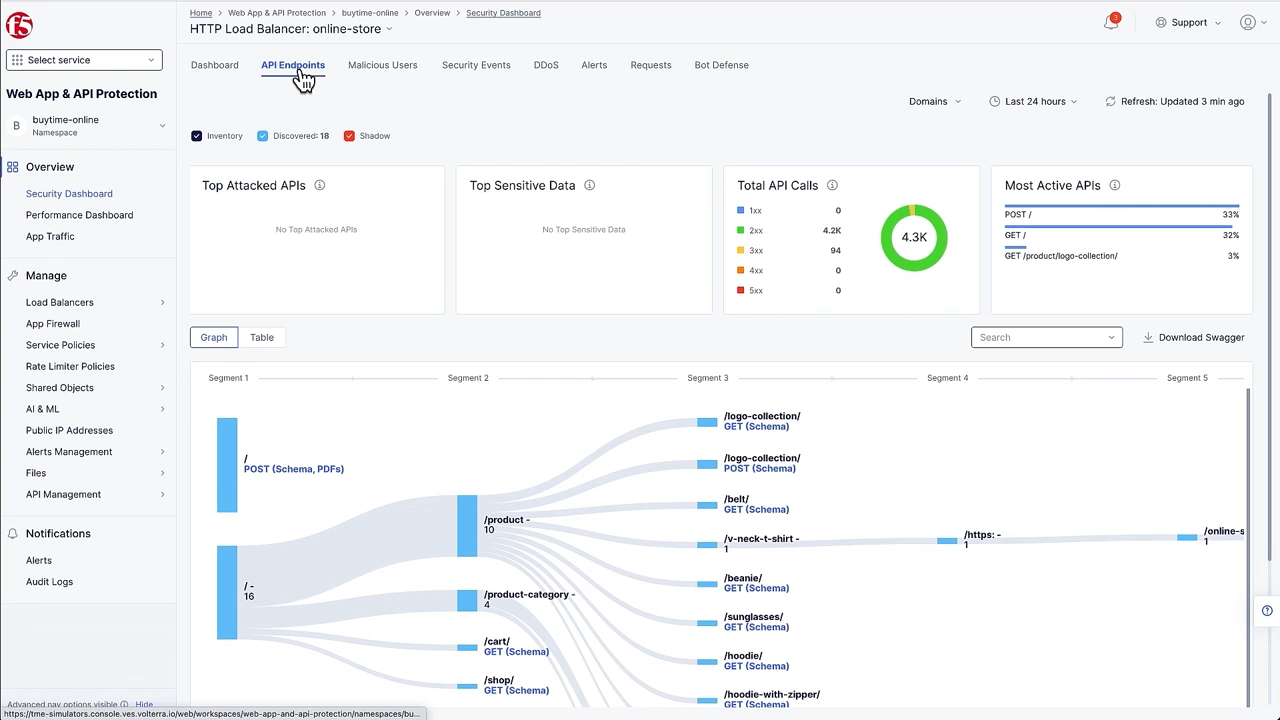 f5
Home > Web App & API Protection > buytime-online > Overview > Security Dashboard
HTTP Load Balancer: online-store
3
Support
Select service
Web App & API Protection
B
buytime-online
Namespace
Overview
Security Dashboard
Performance Dashboard
App Traffic
Manage
Load Balancers
App Firewall
Service Policies
Rate Limiter Policies
Shared Objects
AI & ML
Public IP Addresses
Alerts Management
Files
API Management
Notifications
Alerts
Audit Logs
Advanced nav options visible Hide
https://tme-simulators.console.ves.volterra.io/web/workspaces/web-app-and-api-protection/namespaces/bu...
Dashboard API Endpoints Malicious Users Security Events DDoS Alerts Requests Bot Defense
Domains Last 24 hours Refresh: Updated 3 min ago
Inventory Discovered: 18 Shadow
Top Attacked APIs
No Top Attacked APIs
Top Sensitive Data
No Top Sensitive Data
Total API Calls
1xx 0
2xx 4.2K
3xx 94
4xx 0
5xx 0
4.3K
Most Active APIs
POST / 33%
GET / 32%
GET /product/logo-collection/ 3%
Graph Table
Search
Download Swagger
Segment 1 Segment 2 Segment 3 Segment 4 Segment 5
/
POST (Schema, PDFs)
/ -
16
/product -
10
/product-category -
4
/cart/
GET (Schema)
/shop/
GET (Schema)
/logo-collection/
GET (Schema)
/logo-collection/
POST (Schema)
/belt/
GET (Schema)
/v-neck-t-shirt -
1
/beanie/
GET (Schema)
/sunglasses/
GET (Schema)
/hoodie/
GET (Schema)
/hoodie-with-zipper/
GET (Schema)
/https: -
1
/online-s
1